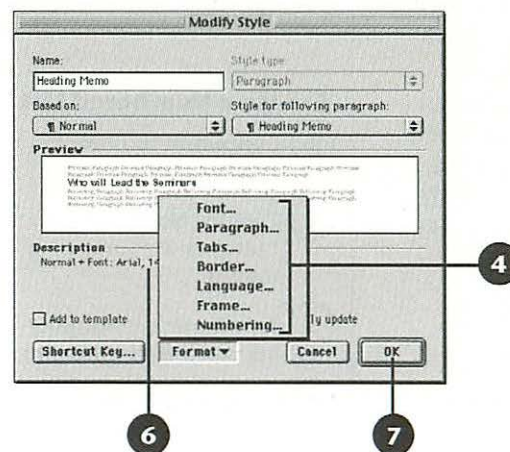 Modify Style
Name:
Style type:
Heading Memo
Paragraph
Based on:
Style for following paragraph:
¶ Normal
¶ Heading Memo
Preview
Who will Lead the Seminars
Font...
Paragraph...
Tabs...
Border...
Language...
Frame...
Numbering...
4
Description
Normal + Font: Arial, 14
Add to template
ly update
Shortcut Key...
Format ▼
Cancel
OK
6
7